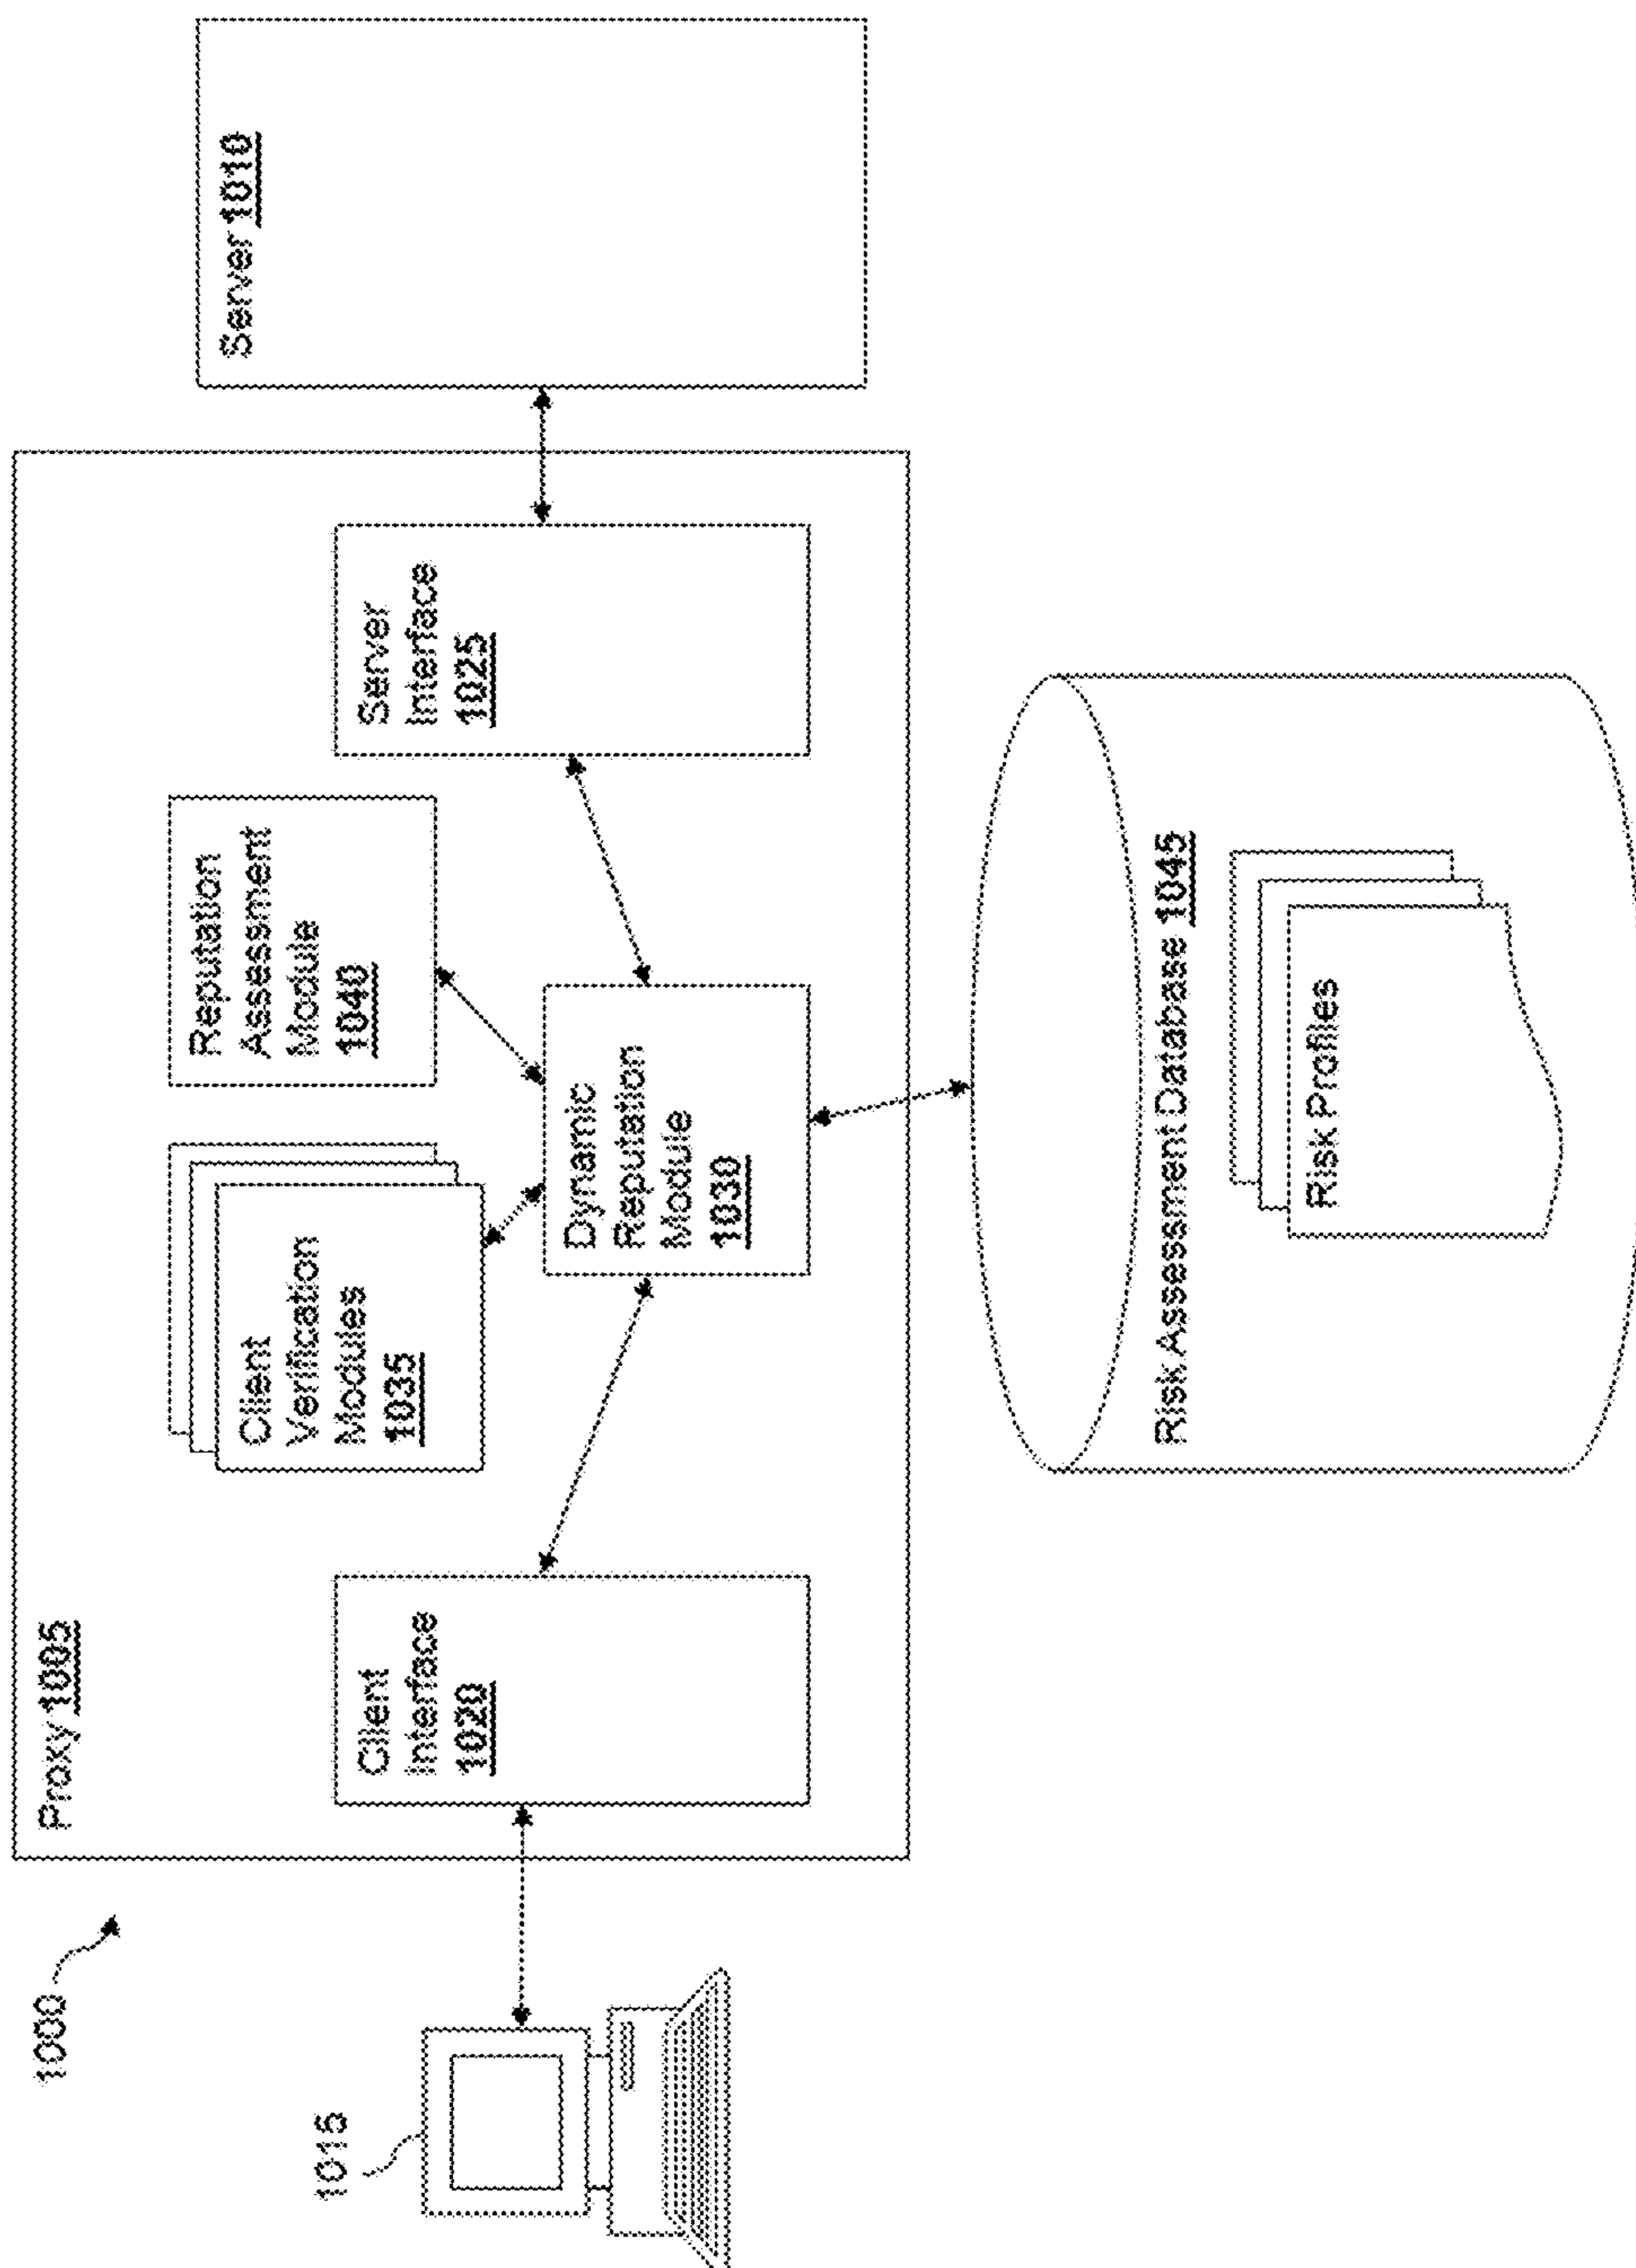 1000
Proxy 1005
Server 1010
1015
Client
Interface
1020
Client
Verification
Modules
1035
Reputation
Assessment
Module
1040
Dynamic
Reputation
Module
1030
Server
Interface
1025
Risk Assessment Database 1045
Risk Profiles